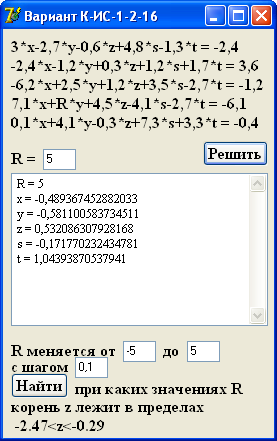 Вариант К-ИС-1-2-16
3*x-2,7*y-0,6*z+4,8*s-1,3*t = -2,4
-2,4*x-1,2*y+0,3*z+1,2*s+1,7*t = 3,6
-6,2*x+2,5*y+1,2*z+3,5*s-2,7*t = -1,2
7,1*x+R*y+4,5*z-4,1*s-2,7*t = -6,1
0,1*x+4,1*y-0,3*z+7,3*s+3,3*t = -0,4
R = 5 Решить
R = 5
x = -0,489367452882033
y = -0,581100583734511
z = 0,532086307928168
s = -0,171770232434781
t = 1,04393870537941
R меняется от -5 до 5
с шагом 0,1
Найти при каких значениях R
корень z лежит в пределах
-2.47<z<-0.29